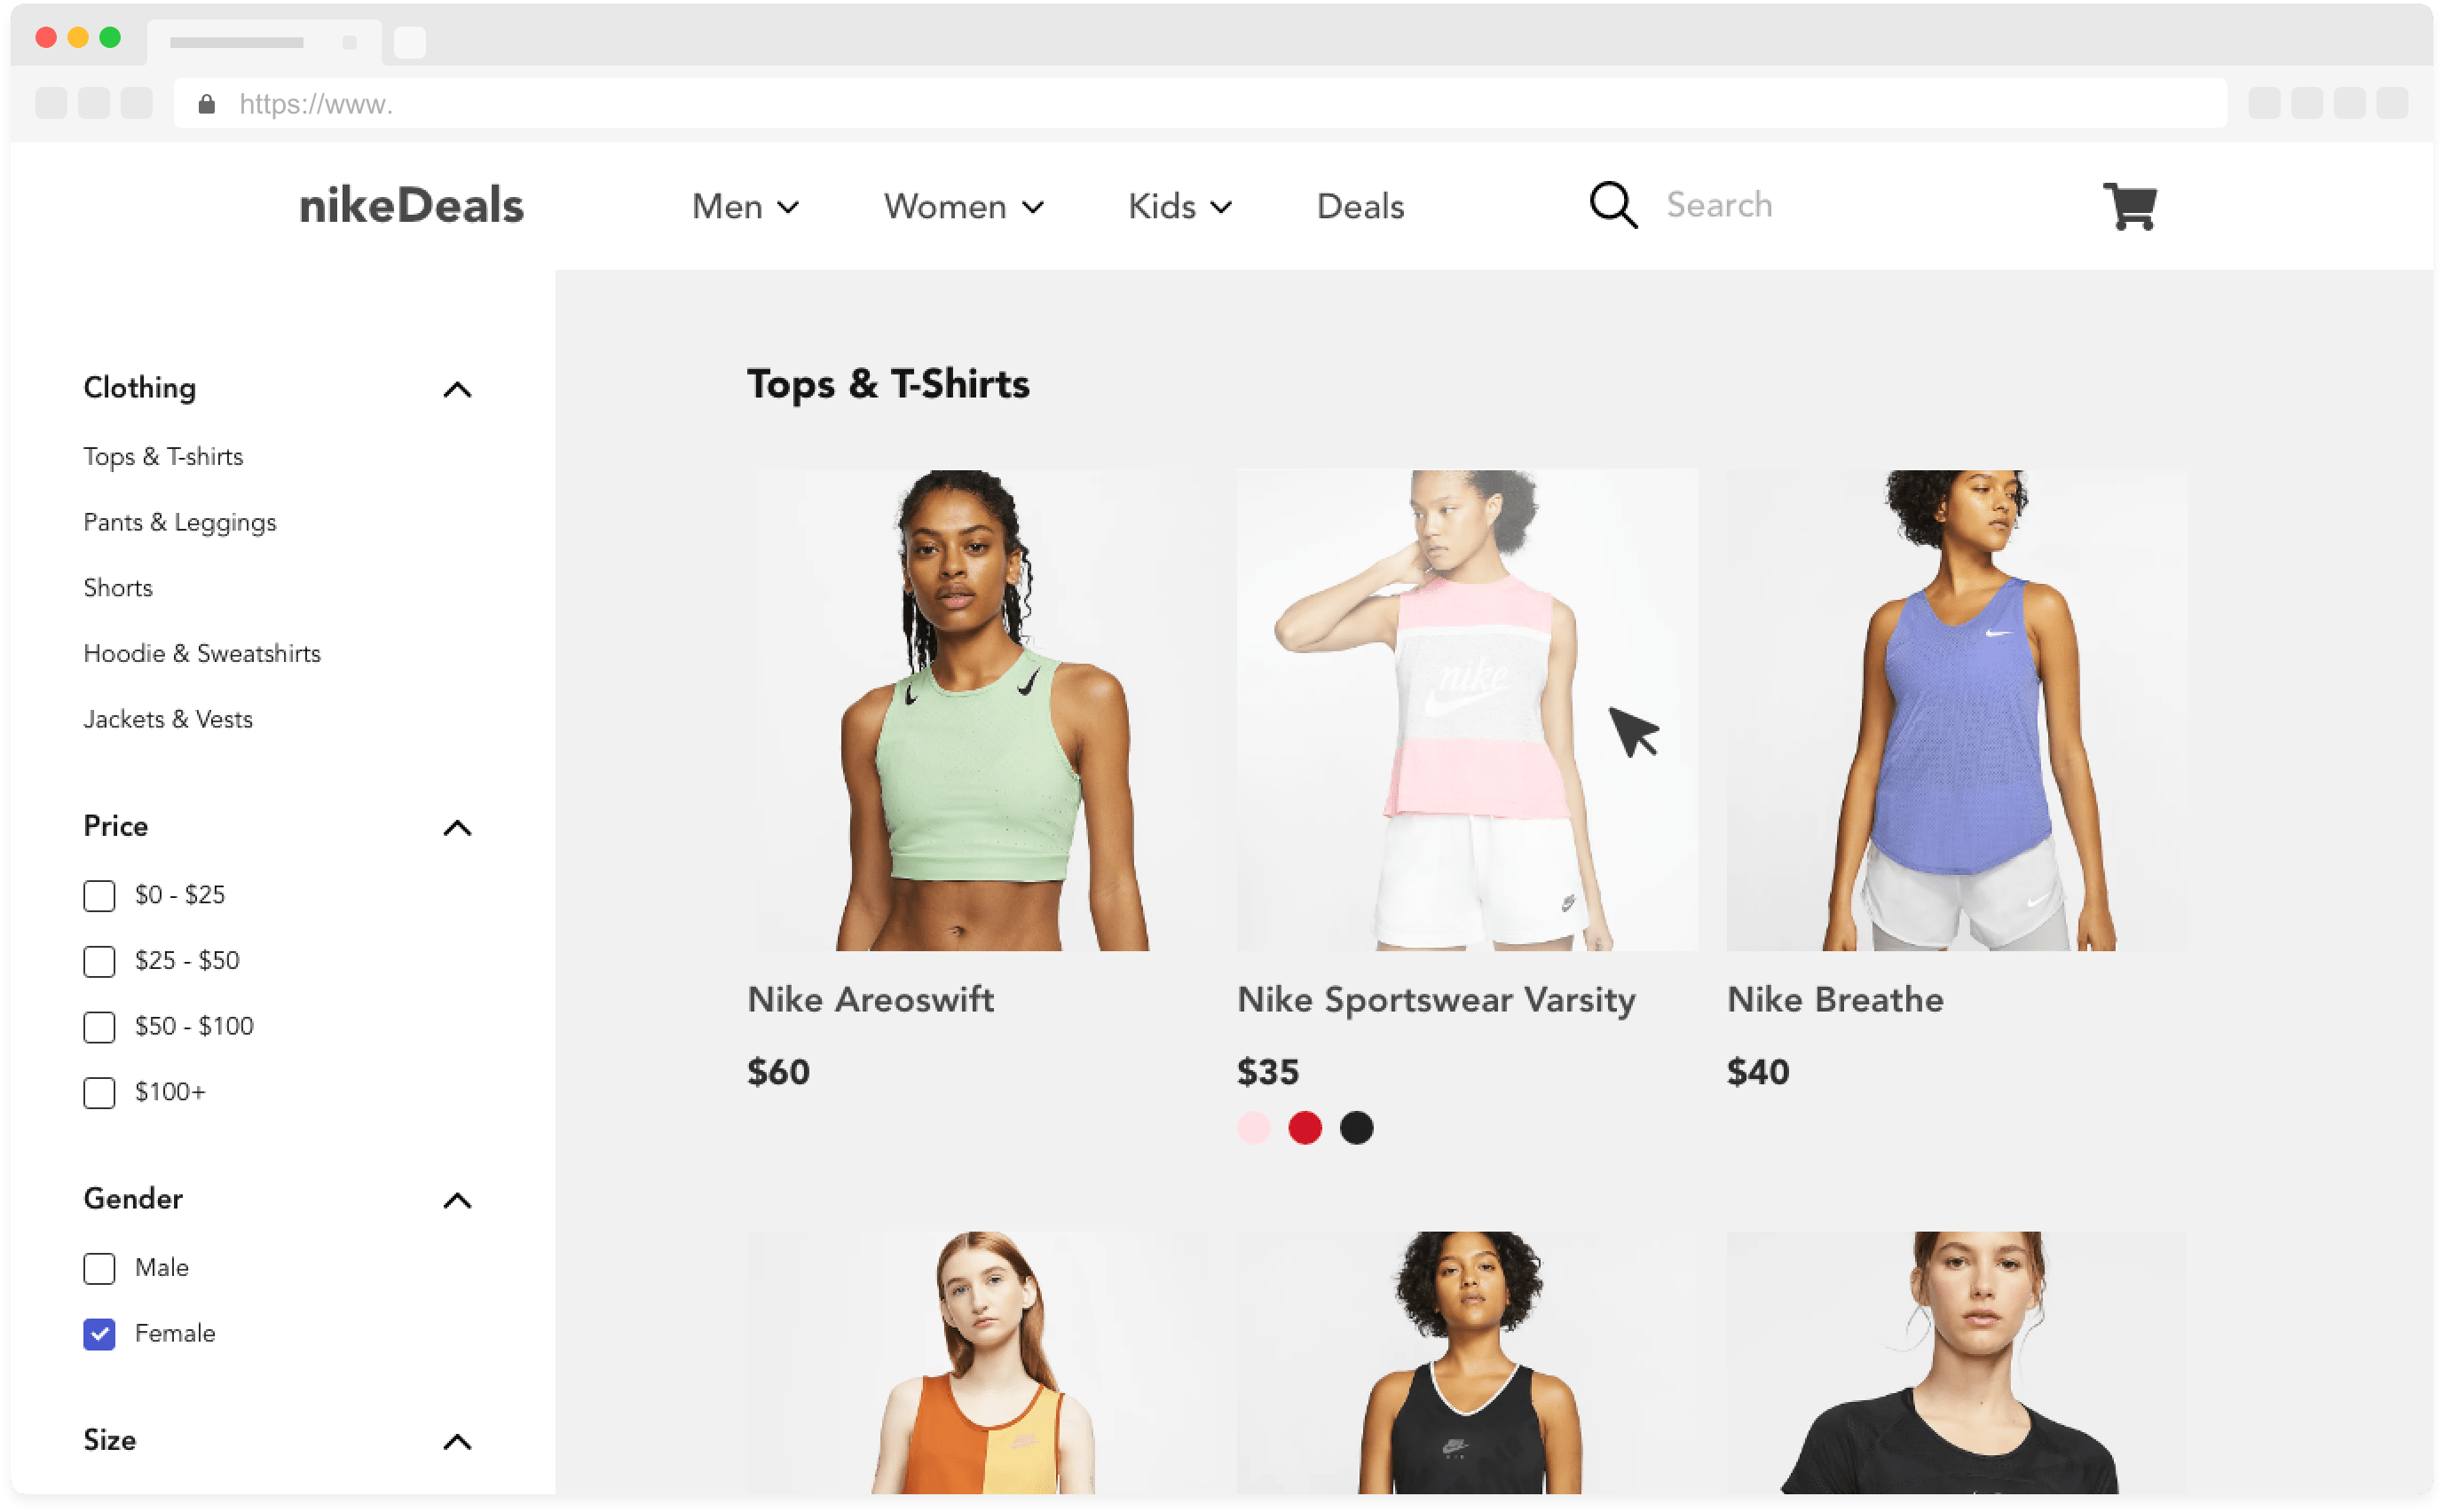 https://www.
nikeDeals
Men
Women
Kids
Deals
Search
Clothing
Tops & T-shirts
Pants & Leggings
Shorts
Hoodie & Sweatshirts
Jackets & Vests
Price
$0 - $25
$25 - $50
$50 - $100
$100+
Gender
Male
Female
Size
Tops & T-Shirts
nike
Nike Areoswift
$60
Nike Sportswear Varsity
$35
Nike Breathe
$40